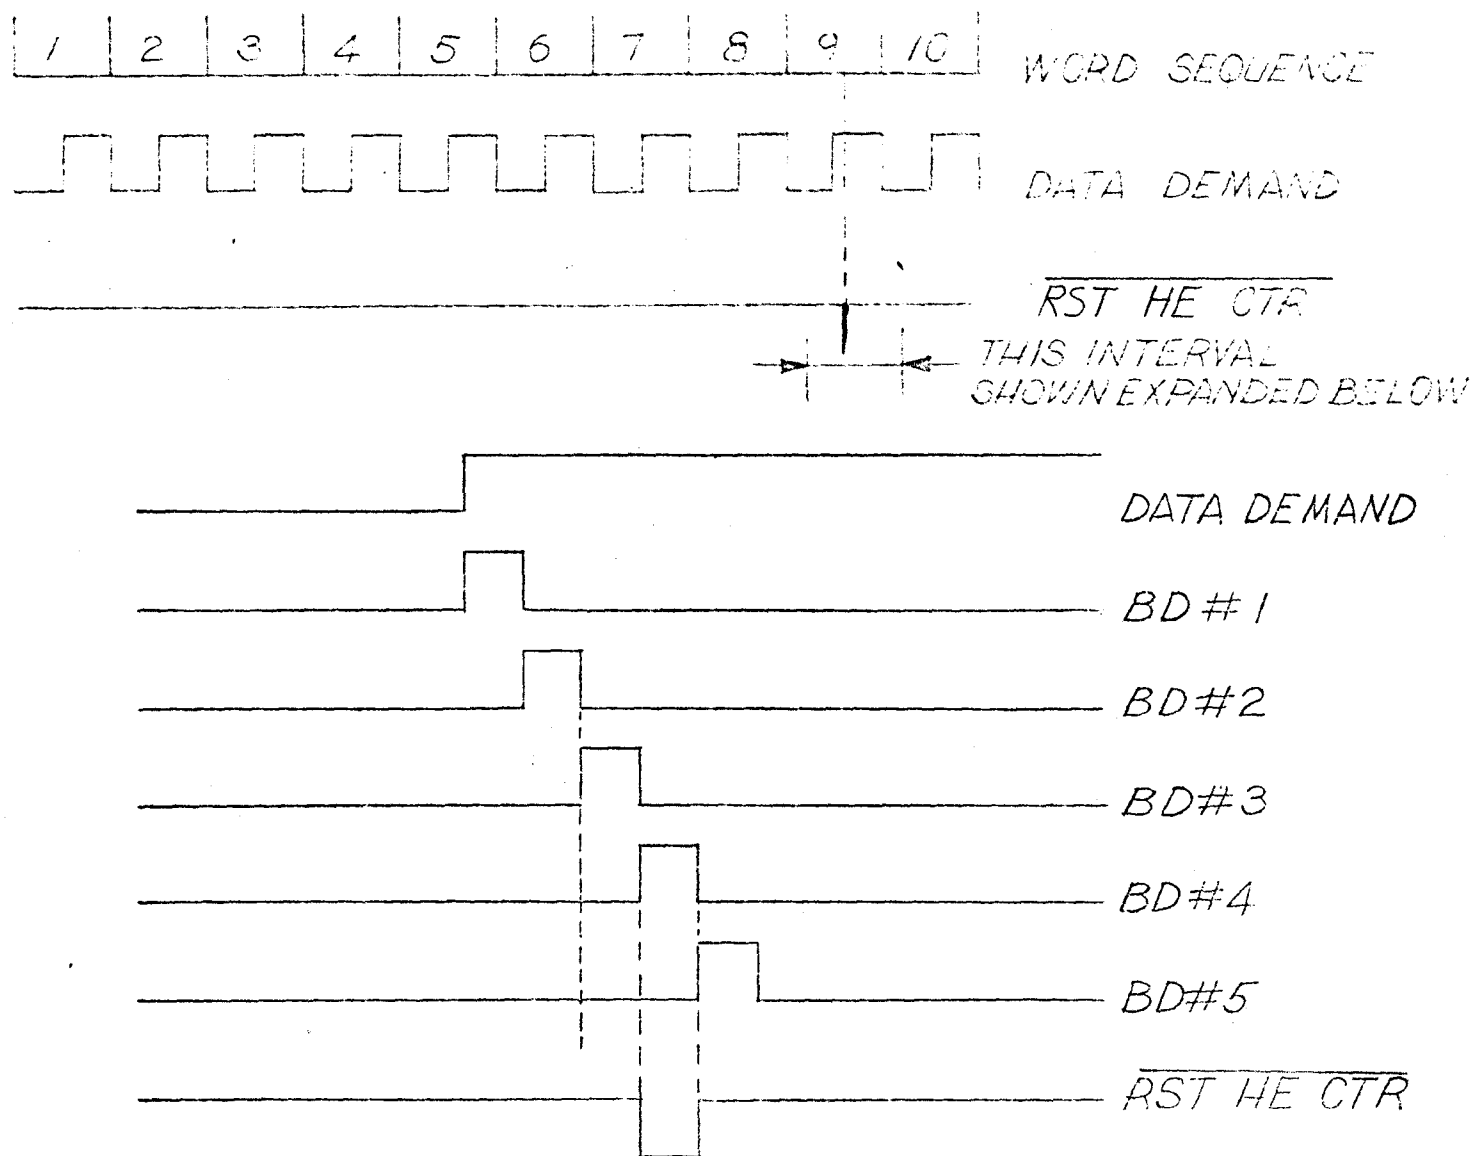 1 2 3 4 5 6 7 8 9 10 WORD SEQUENCE
DATA DEMAND
RST HE CTR
THIS INTERVAL
SHOWN EXPANDED BELOW
DATA DEMAND
BD#1
BD#2
BD#3
BD#4
BD#5
RST HE CTR